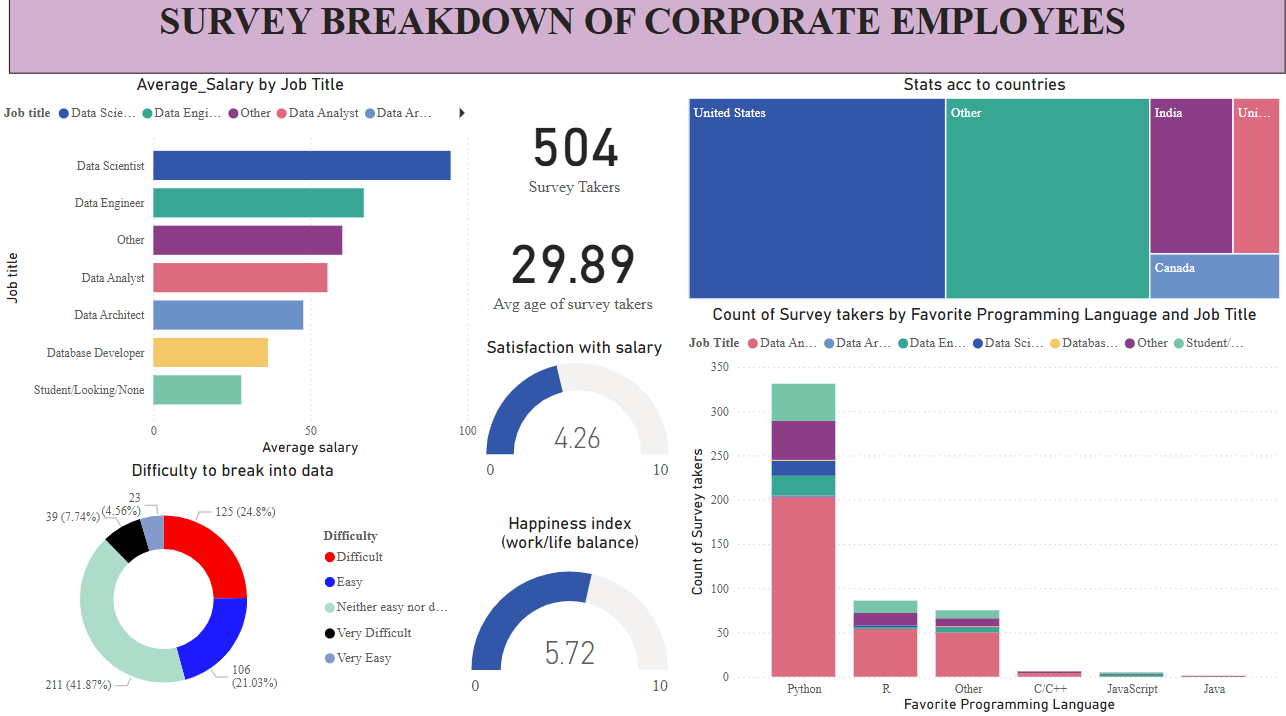 SURVEY BREAKDOWN OF CORPORATE EMPLOYEES
Average_Salary by Job Title
Job title Data Scie... Data Engi... Other Data Analyst Data Ar...
Job title
Data Scientist
Data Engineer
Other
Data Analyst
Data Architect
Database Developer
Student/Looking/None
0 50 100
Average salary
504
Survey Takers
29.89
Avg age of survey takers
Satisfaction with salary
4.26
0 10
Happiness index
(work/life balance)
5.72
0 10
Difficulty to break into data
23
(4.56%)
39 (7.74%)
125 (24.8%)
106
(21.03%)
211 (41.87%)
Difficulty
Difficult
Easy
Neither easy nor d...
Very Difficult
Very Easy
Stats acc to countries
United States
Other
India
Uni...
Canada
Count of Survey takers by Favorite Programming Language and Job Title
Job Title Data An... Data Ar... Data En... Data Sci... Databas... Other Student/...
Count of Survey takers
350
300
250
200
150
100
50
0
Python R Other C/C++ JavaScript Java
Favorite Programming Language